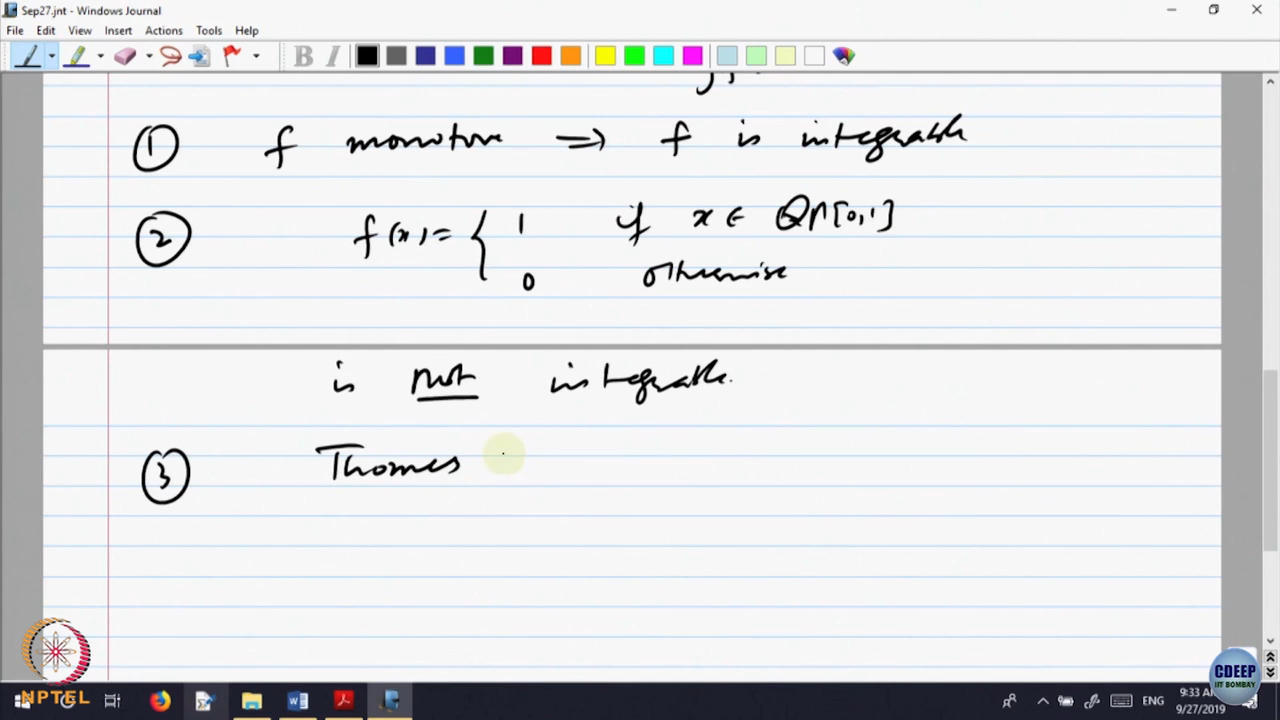 Sep27.jnt - Windows Journal
File Edit View Insert Actions Tools Help
B I
① f monotone ⇒ f is integrable
② f(x) = { 1 if x ∈ Q∩[0,1]
0 otherwise
is not integrable.
③ Thomes
NPTEL
CDEEP
IIT BOMBAY
ENG
9:33 AM
9/27/2019